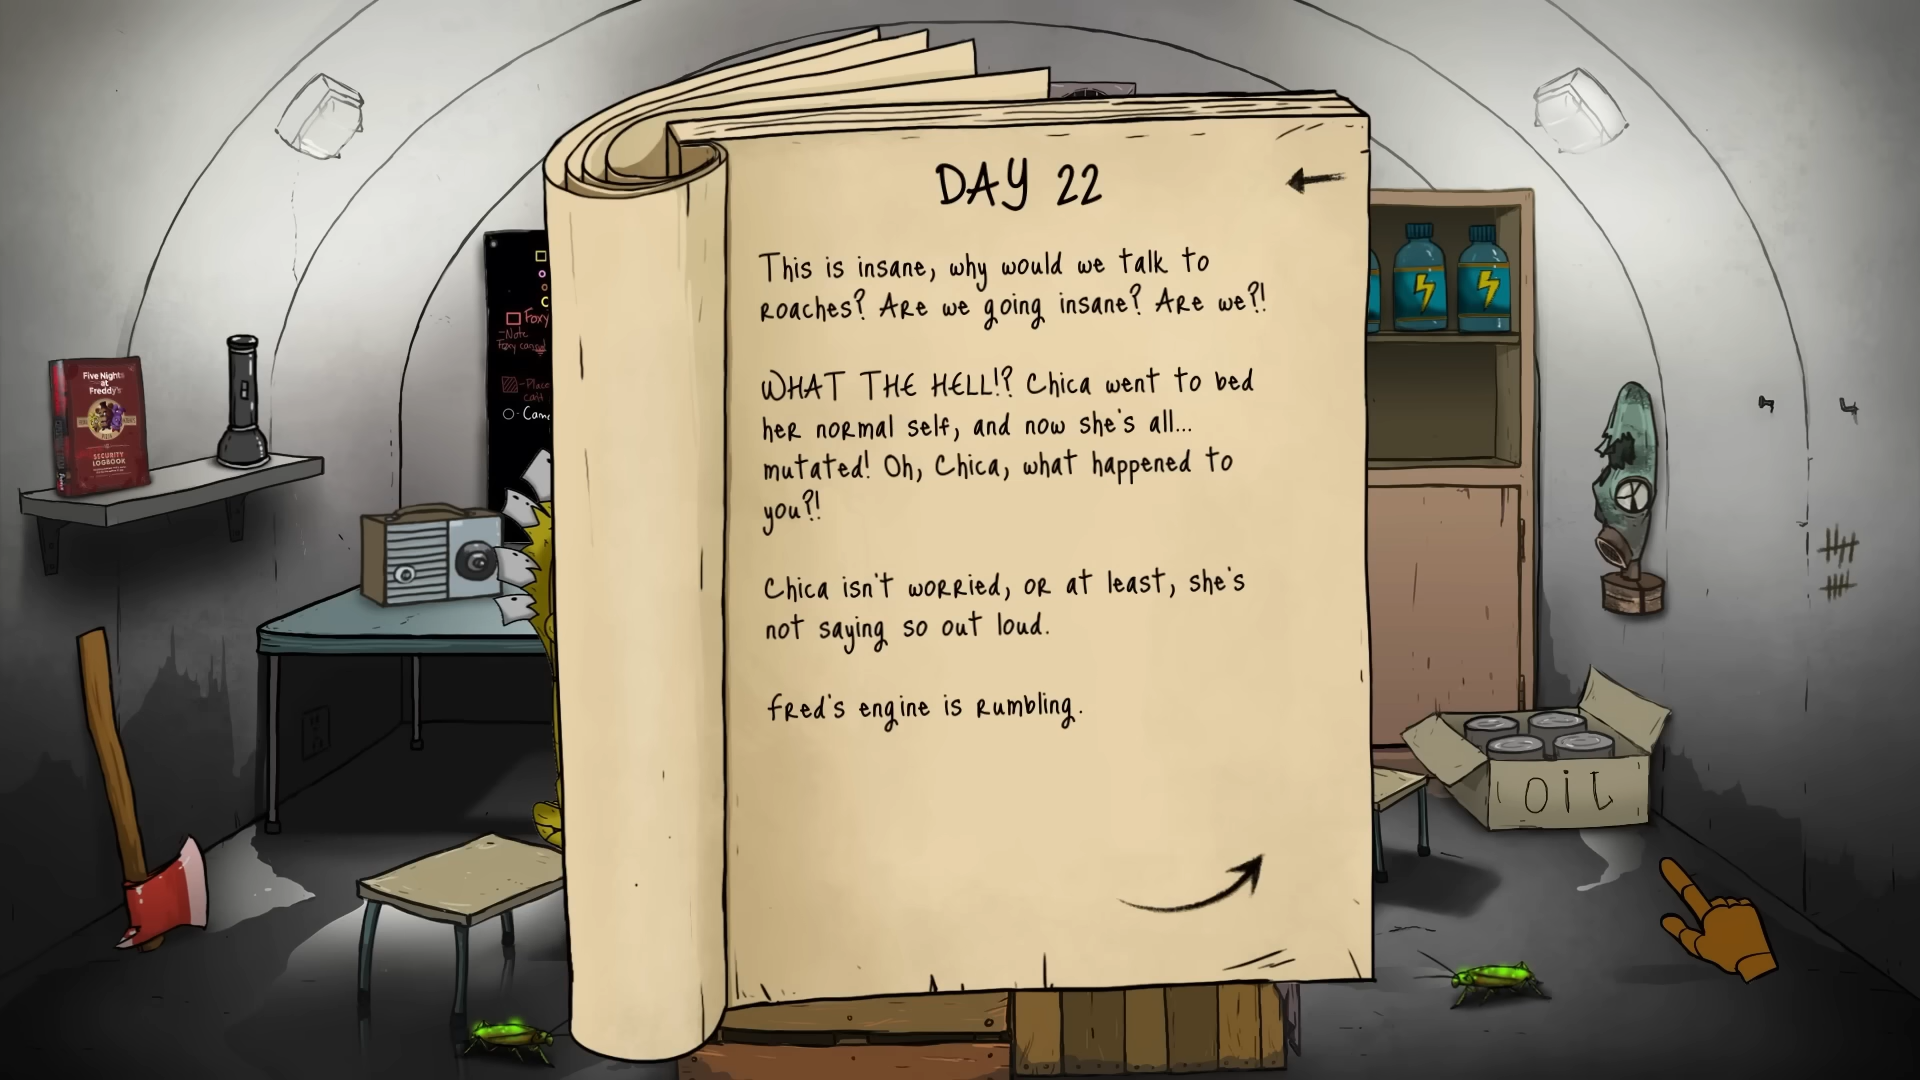 DAY 22
This is insane, why would we talk to
roaches? Are we going insane? Are we?!
WHAT THE HELL!? Chica went to bed
her normal self, and now she's all...
mutated! Oh, Chica, what happened to
you?!
Chica isn't worried, or at least, she's
not saying so out loud.
Fred's engine is rumbling.
Five Nights
at
Freddy's
SECURITY
LOGBOOK
Foxy
-Note
Foxy
-Place
OIL